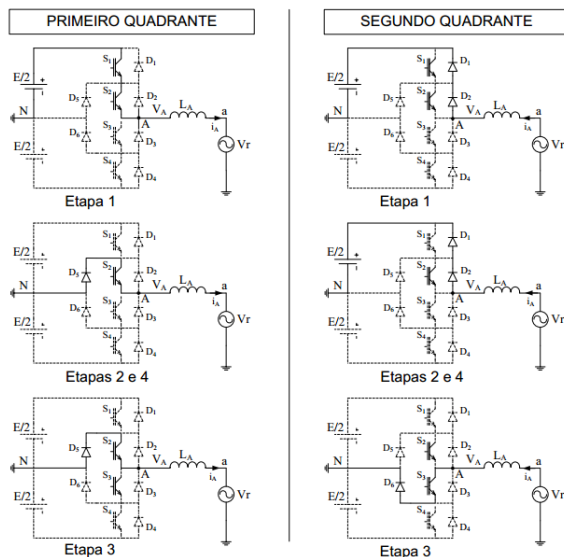 PRIMEIRO QUADRANTE
E/2
N
E/2
S1
D1
S2
D5
D2
VA
LA
a
A
iA
D6
S3
D3
Vr
S4
D4
Etapa 1
E/2
N
E/2
S1
D1
S2
D5
D2
VA
LA
a
A
iA
D6
S3
D3
Vr
S4
D4
Etapas 2 e 4
E/2
N
E/2
S1
D1
S2
D5
D2
VA
LA
a
A
iA
D6
S3
D3
Vr
S4
D4
Etapa 3
SEGUNDO QUADRANTE
E/2
N
E/2
S1
D1
S2
D5
D2
VA
LA
a
A
iA
D6
S3
D3
Vr
S4
D4
Etapa 1
E/2
N
E/2
S1
D1
S2
D5
D2
VA
LA
a
A
iA
D6
S3
D3
Vr
S4
D4
Etapas 2 e 4
E/2
N
E/2
S1
D1
S2
D5
D2
VA
LA
a
A
iA
D6
S3
D3
Vr
S4
D4
Etapa 3